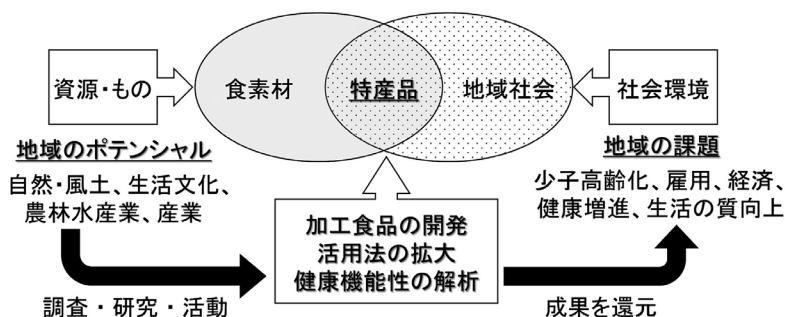 資源・もの
食素材
特産品
地域社会
社会環境
地域のポテンシャル
自然・風土、生活文化、
農林水産業、産業
地域の課題
少子高齢化、雇用、経済、
健康増進、生活の質向上
加工食品の開発
活用法の拡大
健康機能性の解析
調査・研究・活動
成果を還元